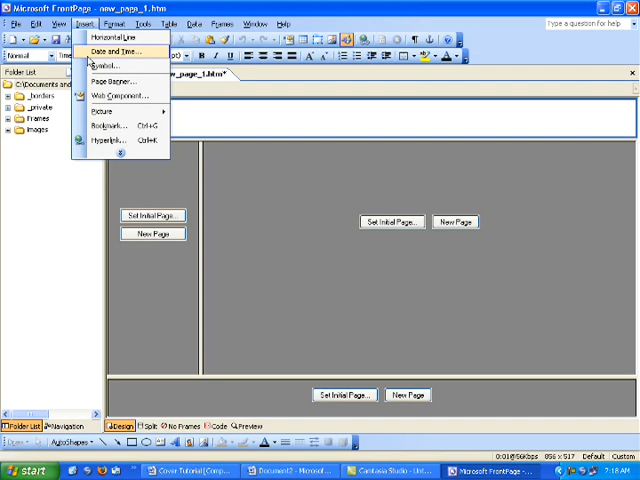 Microsoft FrontPage - new_page_1.htm
File Edit View Insert Format Tools Table Data Frames Window Help
Type a question for help
Normal
Folder List
w_page_1.htm*
C:\Documents and
_borders
_private
Frames
images
Horizontal Line
Date and Time...
Symbol...
Page Banner...
Web Component...
Picture
Bookmark... Ctrl+G
Hyperlink... Ctrl+K
Set Initial Page...
New Page
Set Initial Page... New Page
Set Initial Page... New Page
Folder List Navigation
Design Split No Frames Code Preview
Draw AutoShapes
0:01@56Kbps 856 x 517 Default Custom
start
Cover Tutorial [Comp...
Document2 - Microsof...
Camtasia Studio - Unt...
Microsoft FrontPage -...
7:18 AM